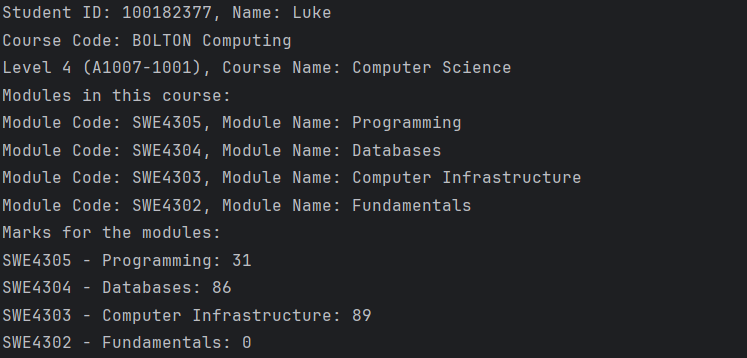 Student ID: 100182377, Name: Luke
Course Code: BOLTON Computing
Level 4 (A1007-1001), Course Name: Computer Science
Modules in this course:
Module Code: SWE4305, Module Name: Programming
Module Code: SWE4304, Module Name: Databases
Module Code: SWE4303, Module Name: Computer Infrastructure
Module Code: SWE4302, Module Name: Fundamentals
Marks for the modules:
SWE4305 - Programming: 31
SWE4304 - Databases: 86
SWE4303 - Computer Infrastructure: 89
SWE4302 - Fundamentals: 0